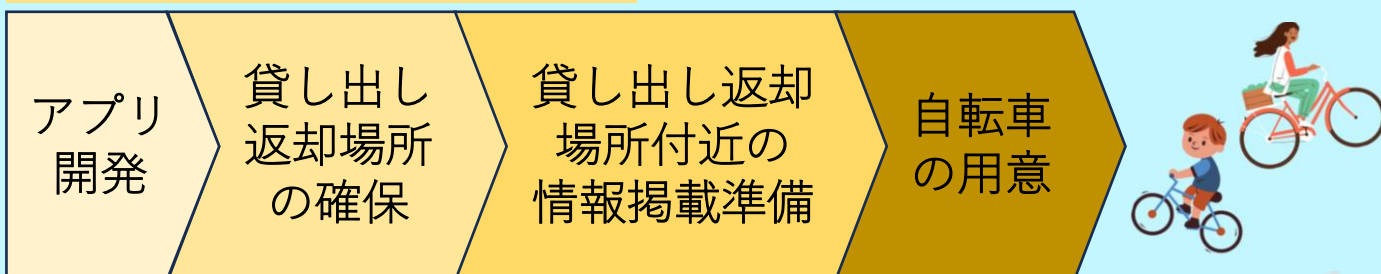 アプリ
開発
貸し出し
返却場所
の確保
貸し出し返却
場所付近の
情報掲載準備
自転車
の用意